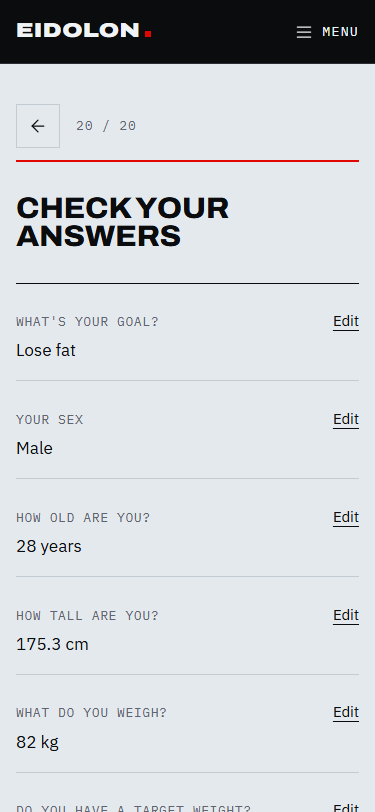 EIDOLON.
MENU
20 / 20
CHECK YOUR
ANSWERS
WHAT'S YOUR GOAL?
Edit
Lose fat
YOUR SEX
Edit
Male
HOW OLD ARE YOU?
Edit
28 years
HOW TALL ARE YOU?
Edit
175.3 cm
WHAT DO YOU WEIGH?
Edit
82 kg
DO YOU HAVE A TARGET WEIGHT?
Edit